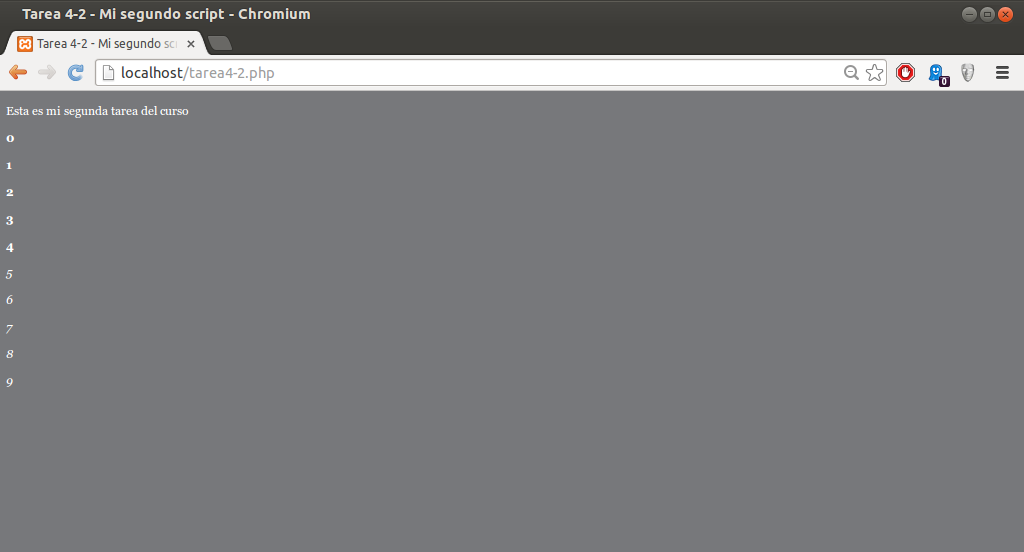 Tarea 4-2 - Mi segundo script - Chromium
Tarea 4-2 - Mi segundo sc
localhost/tarea4-2.php
0
Esta es mi segunda tarea del curso
0
1
2
3
4
5
6
7
8
9